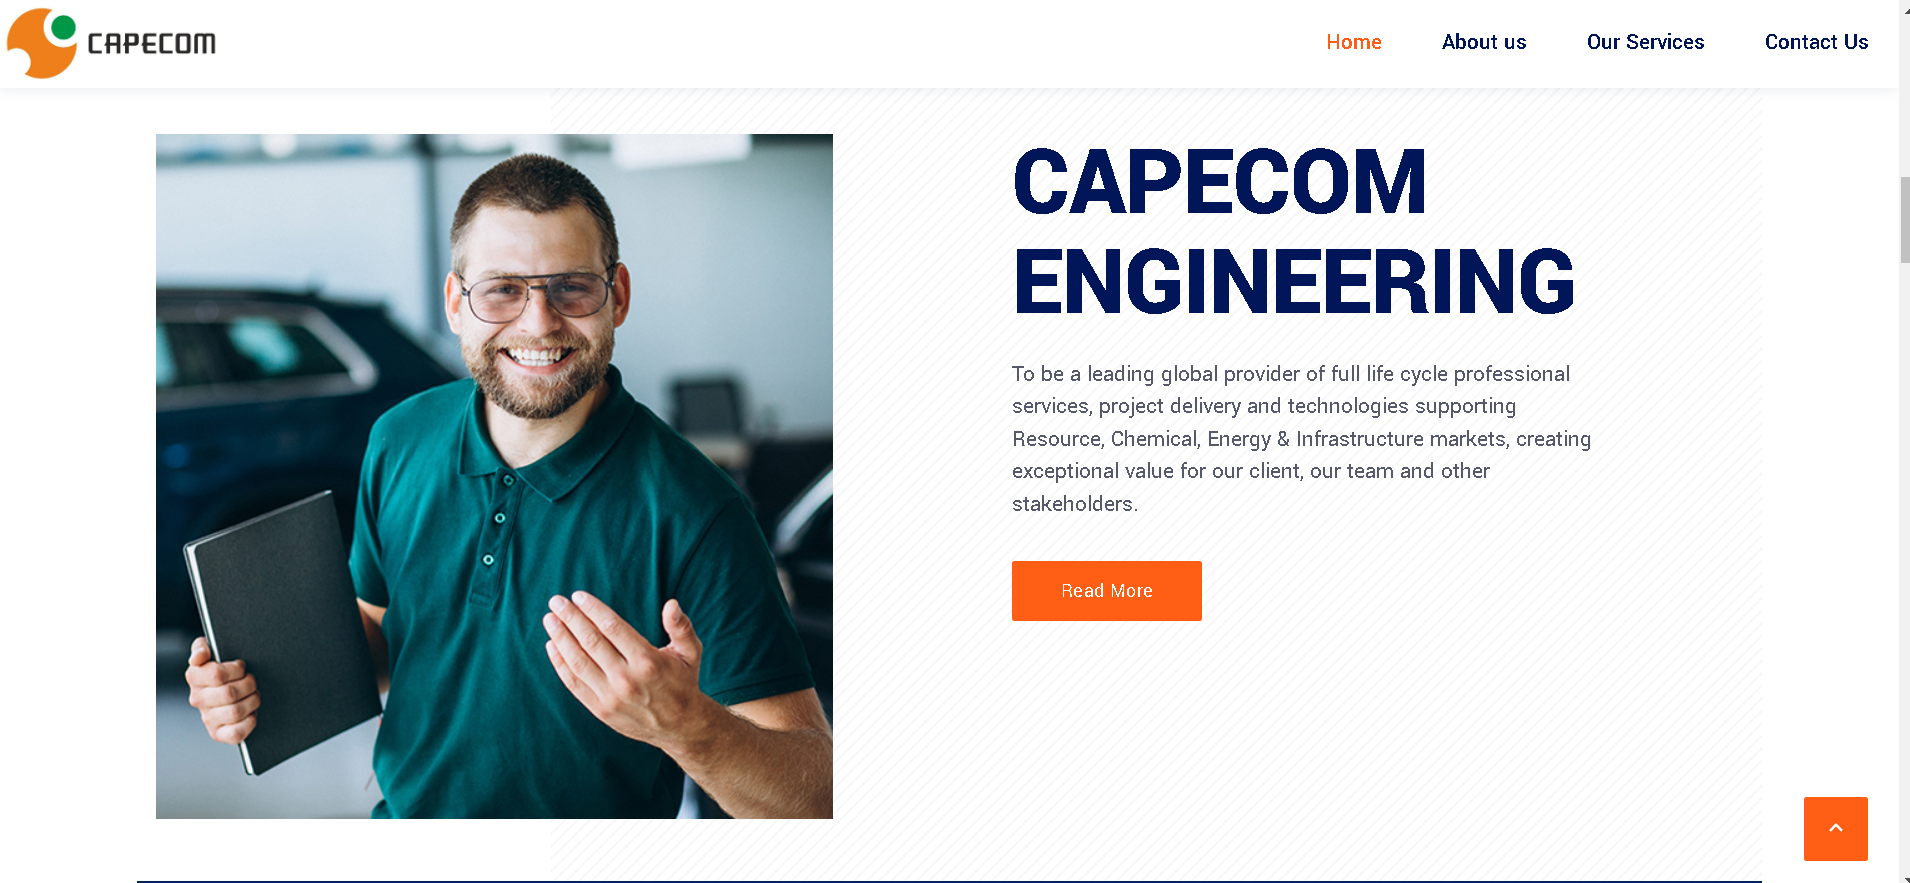 CAPECOM
Home
About us
Our Services
Contact Us
CAPECOM
ENGINEERING
To be a leading global provider of full life cycle professional
services, project delivery and technologies supporting
Resource, Chemical, Energy & Infrastructure markets, creating
exceptional value for our client, our team and other
stakeholders.
Read More